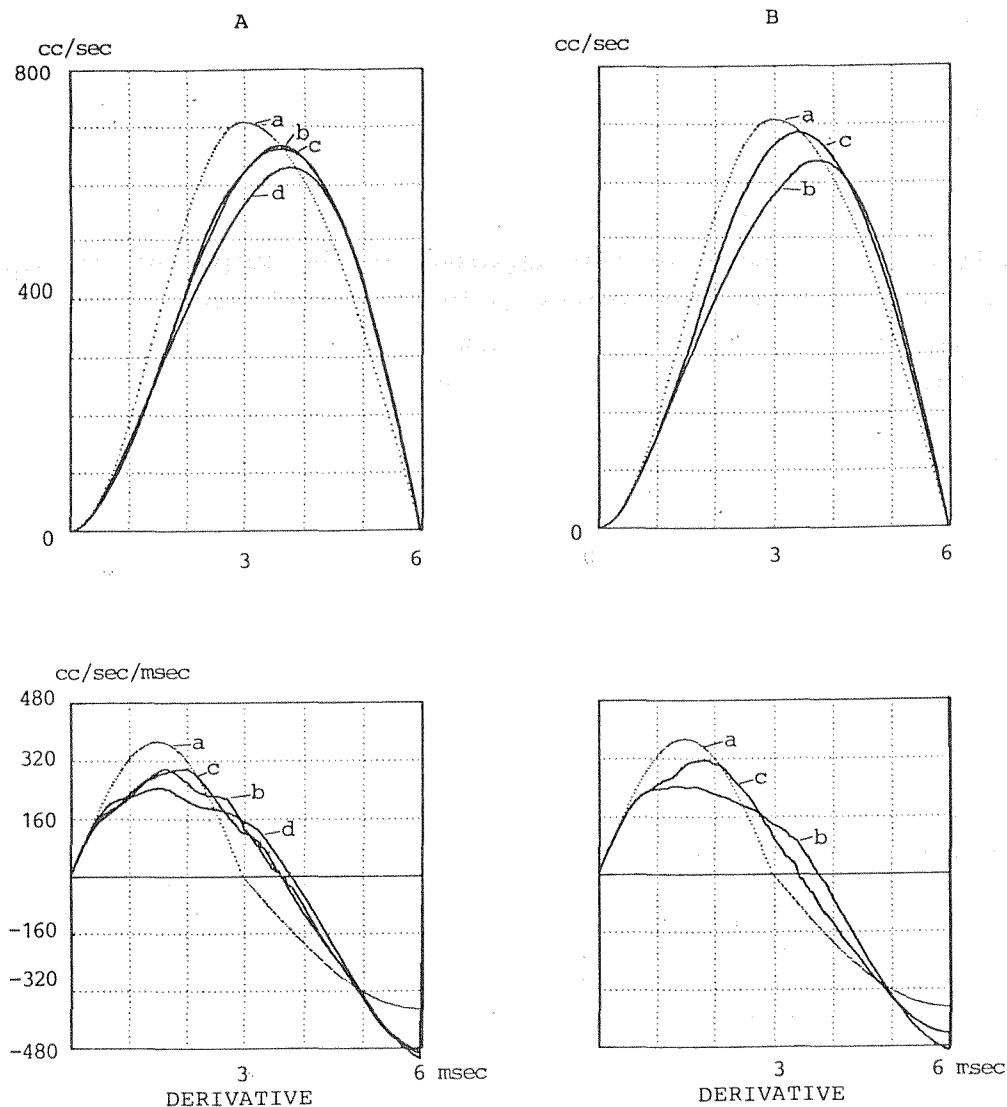 A
B
cc/sec
cc/sec
800
a
b
c
d
400
0
3
6
a
c
b
0
3
6
cc/sec/msec
480
320
160
-160
-320
-480
a
c
b
d
3
6 msec
DERIVATIVE
a
c
b
3
6 msec
DERIVATIVE